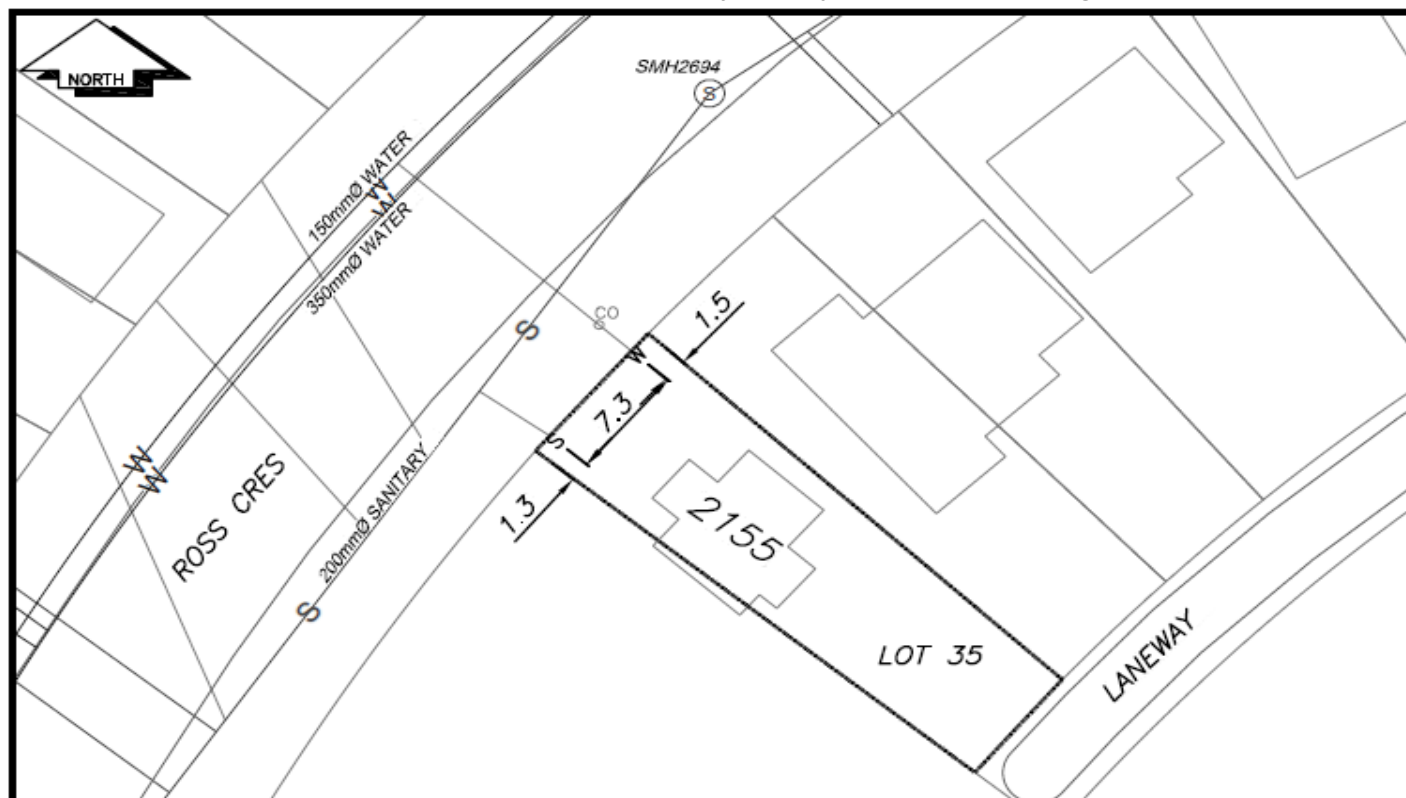 NORTH
SMH2694
150mmØ WATER
W
W
350mmØ WATER
CO
S
S
1.5
W
7.3
S
1.3
W
W
ROSS CRES
200mmØ SANITARY
S
S
2155
LOT 35
LANEWAY